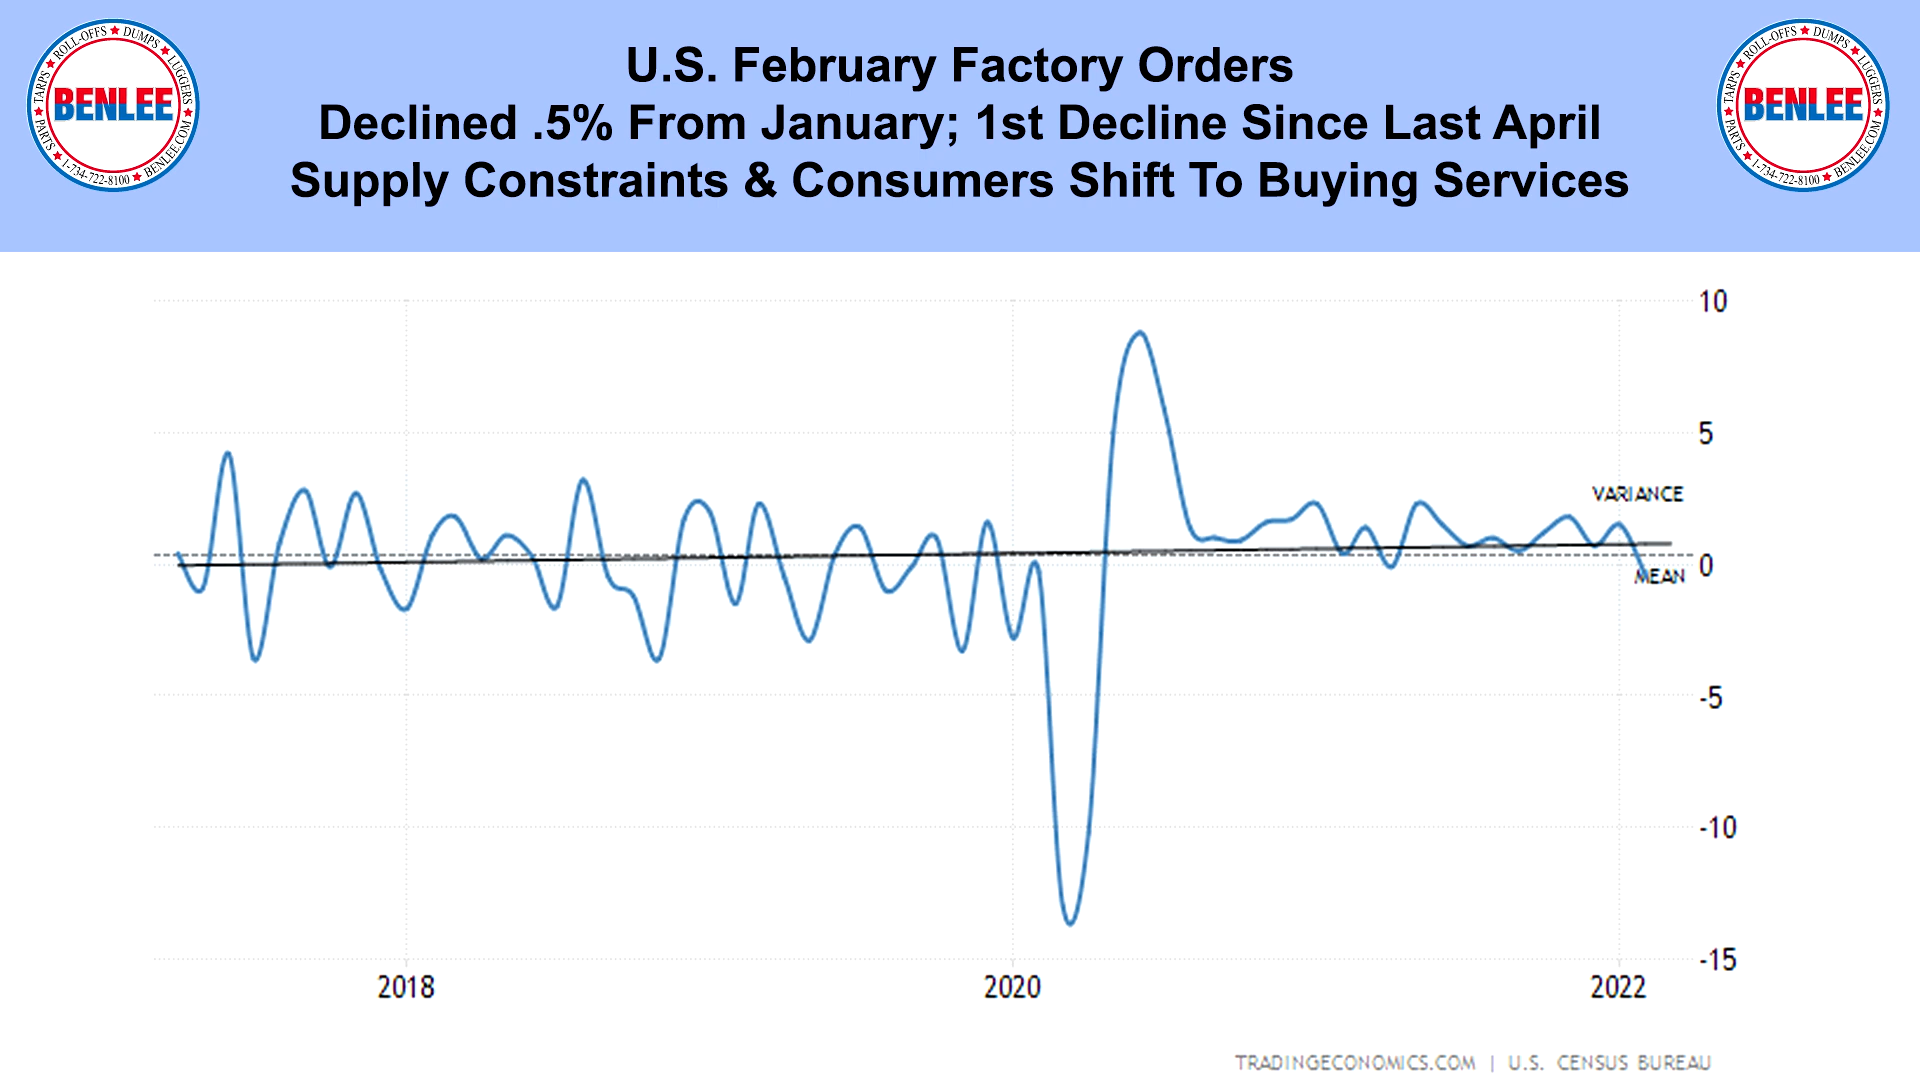 U.S. February Factory Orders
Declined .5% From January; 1st Decline Since Last April
Supply Constraints & Consumers Shift To Buying Services
TARPS ★ ROLL-OFFS ★ DUMPS ★ LUGGERS ★
BENLEE
PARTS ★ 1-734-722-8100 ★ BENLEE.COM ★
TARPS ★ ROLL-OFFS ★ DUMPS ★ LUGGERS ★
BENLEE
PARTS ★ 1-734-722-8100 ★ BENLEE.COM ★
10
5
VARIANCE
0
MEAN
-5
-10
-15
2018
2020
2022
TRADINGECONOMICS.COM | U.S. CENSUS BUREAU